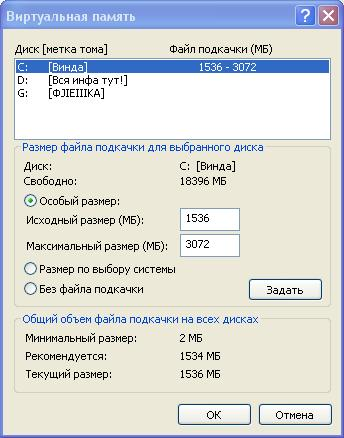 Виртуальная память
Диск [метка тома] Файл подкачки (МБ)
C: [Винда] 1536 - 3072
D: [Вся инфа тут!]
G: [ФJIEIIIKA]
Размер файла подкачки для выбранного диска
Диск: C: [Винда]
Свободно: 18396 МБ
Особый размер:
Исходный размер (МБ): 1536
Максимальный размер (МБ): 3072
Размер по выбору системы
Без файла подкачки Задать
Общий объем файла подкачки на всех дисках
Минимальный размер: 2 МБ
Рекомендуется: 1534 МБ
Текущий размер: 1536 МБ
ОК Отмена